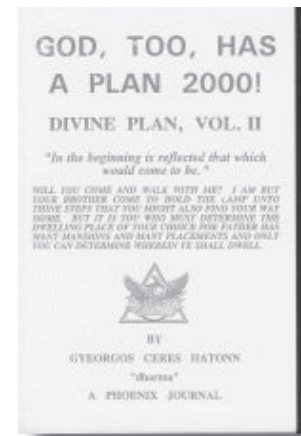 GOD, TOO, HAS
A PLAN 2000!
DIVINE PLAN, VOL. II
"In the beginning is reflected that which
would come to be."
WILL YOU COME AND WALK WITH ME? I AM BUT
YOUR BROTHER COME TO HOLD THE LAMP UNTO
THINE STEPS THAT YOU MIGHT ALSO FIND YOUR WAY
HOME. BUT IT IS YOU WHO MUST DETERMINE THE
DWELLING PLACE OF YOUR CHOICE FOR FATHER HAS
MANY MANSIONS AND MANY PLACEMENTS AND ONLY
YOU CAN DETERMINE WHEREIN YE SHALL DWELL.
BY
GYEORGOS CERES HATONN
"dharma"
A PHOENIX JOURNAL